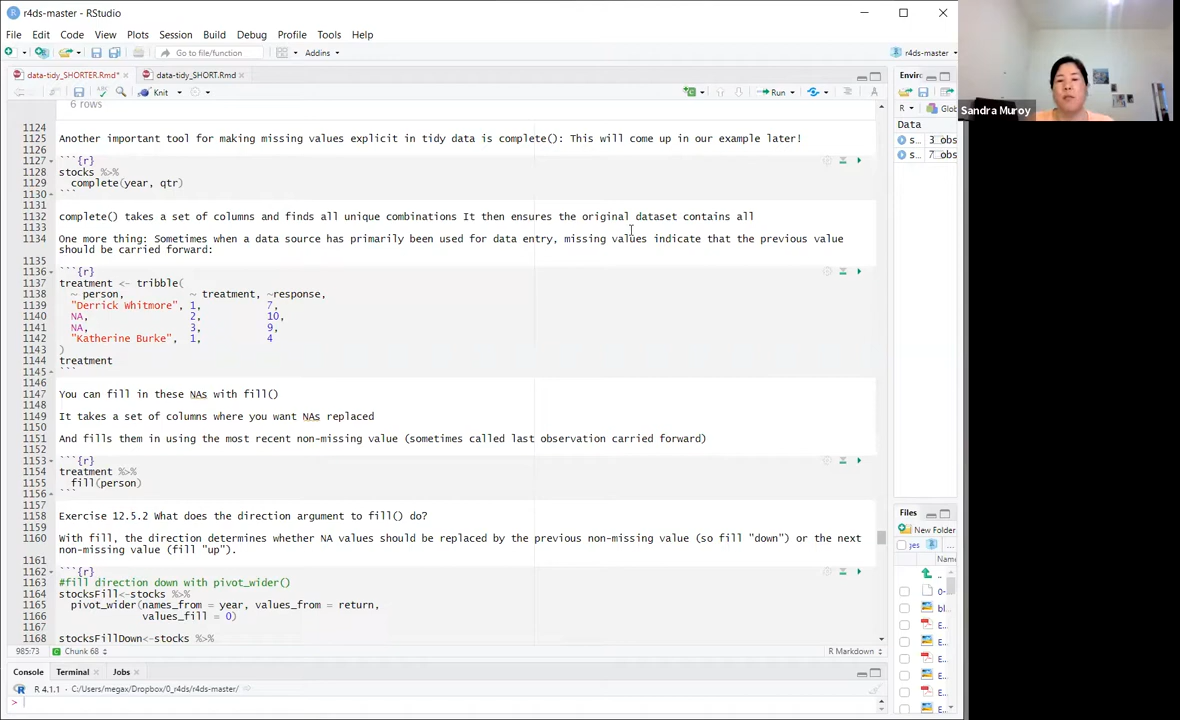 r4ds-master - RStudio
File Edit Code View Plots Session Build Debug Profile Tools Help
Go to file/function Addins r4ds-master
data-tidy_SHORTER.Rmd* data-tidy_SHORT.Rmd Envir
Knit Run
R Glob
Sandra Muroy
Data
s... 3 obs
s... 7 obs
6 rows
1124
1125 Another important tool for making missing values explicit in tidy data is complete(): This will come up in our example later!
1126
1127 ```{r}
1128 stocks %>%
1129 complete(year, qtr)
1130 ```
1131
1132 complete() takes a set of columns and finds all unique combinations It then ensures the original dataset contains all
1133
1134 One more thing: Sometimes when a data source has primarily been used for data entry, missing values indicate that the previous value
should be carried forward:
1135
1136 ```{r}
1137 treatment <- tribble(
1138 ~ person, ~ treatment, ~response,
1139 "Derrick Whitmore", 1, 7,
1140 NA, 2, 10,
1141 NA, 3, 9,
1142 "Katherine Burke", 1, 4
1143 )
1144 treatment
1145 ```
1146
1147 You can fill in these NAs with fill()
1148
1149 It takes a set of columns where you want NAs replaced
1150
1151 And fills them in using the most recent non-missing value (sometimes called last observation carried forward)
1152
1153 ```{r}
1154 treatment %>%
1155 fill(person)
1156 ```
1157
1158 Exercise 12.5.2 What does the direction argument to fill() do?
1159
1160 With fill, the direction determines whether NA values should be replaced by the previous non-missing value (so fill "down") or the next
non-missing value (fill "up").
1161
1162 ```{r}
1163 #fill direction down with pivot_wider()
1164 stocksFill<-stocks %>%
1165 pivot_wider(names_from = year, values_from = return,
1166 values_fill = 0)
1167
1168 stocksFillDown<-stocks %>%
985:73 Chunk 68 R Markdown
Files
New Folder
jes ...
Name
..
0-
bl
E...
E...
E...
E...
E...
E...
Console Terminal Jobs
R 4.1.1 · C:/Users/megax/Dropbox/0_r4ds/r4ds-master/
>